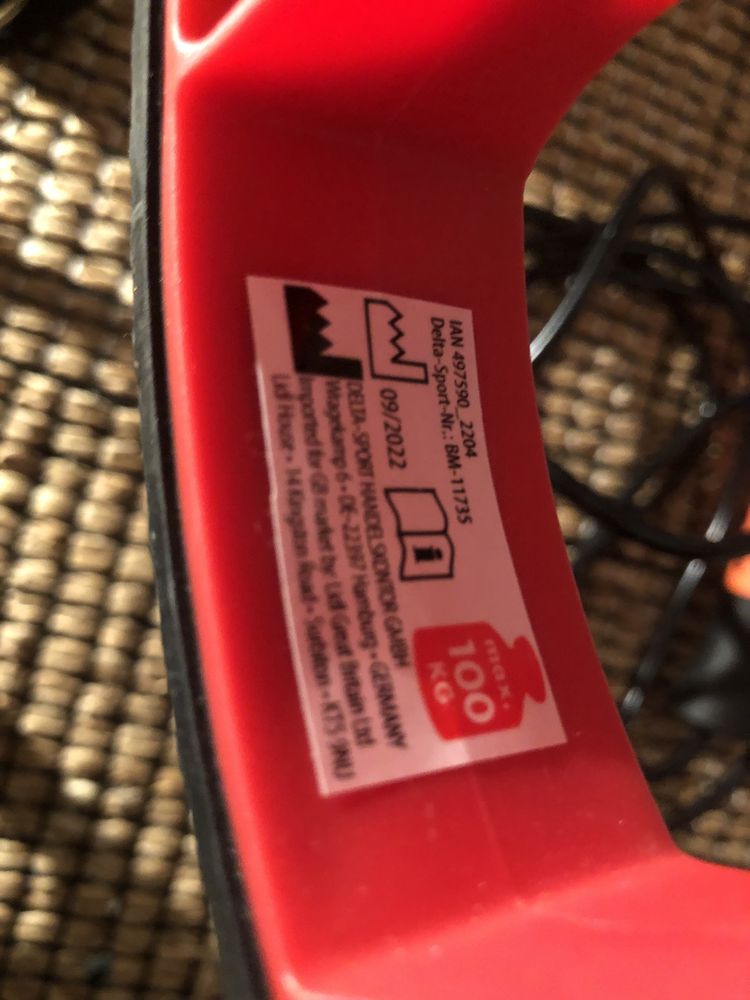 IAN 497590_2204
Delta-Sport-Nr.: BM-11735
09/2022
i
max.
100
KG
DELTA-SPORT HANDELSKONTOR GMBH
Wragekamp 6 • DE-22397 Hamburg • GERMANY
Imported for GB market by: Lidl Great Britain Ltd
Lidl House • 14 Kingston Road • Surbiton • KT5 9NU